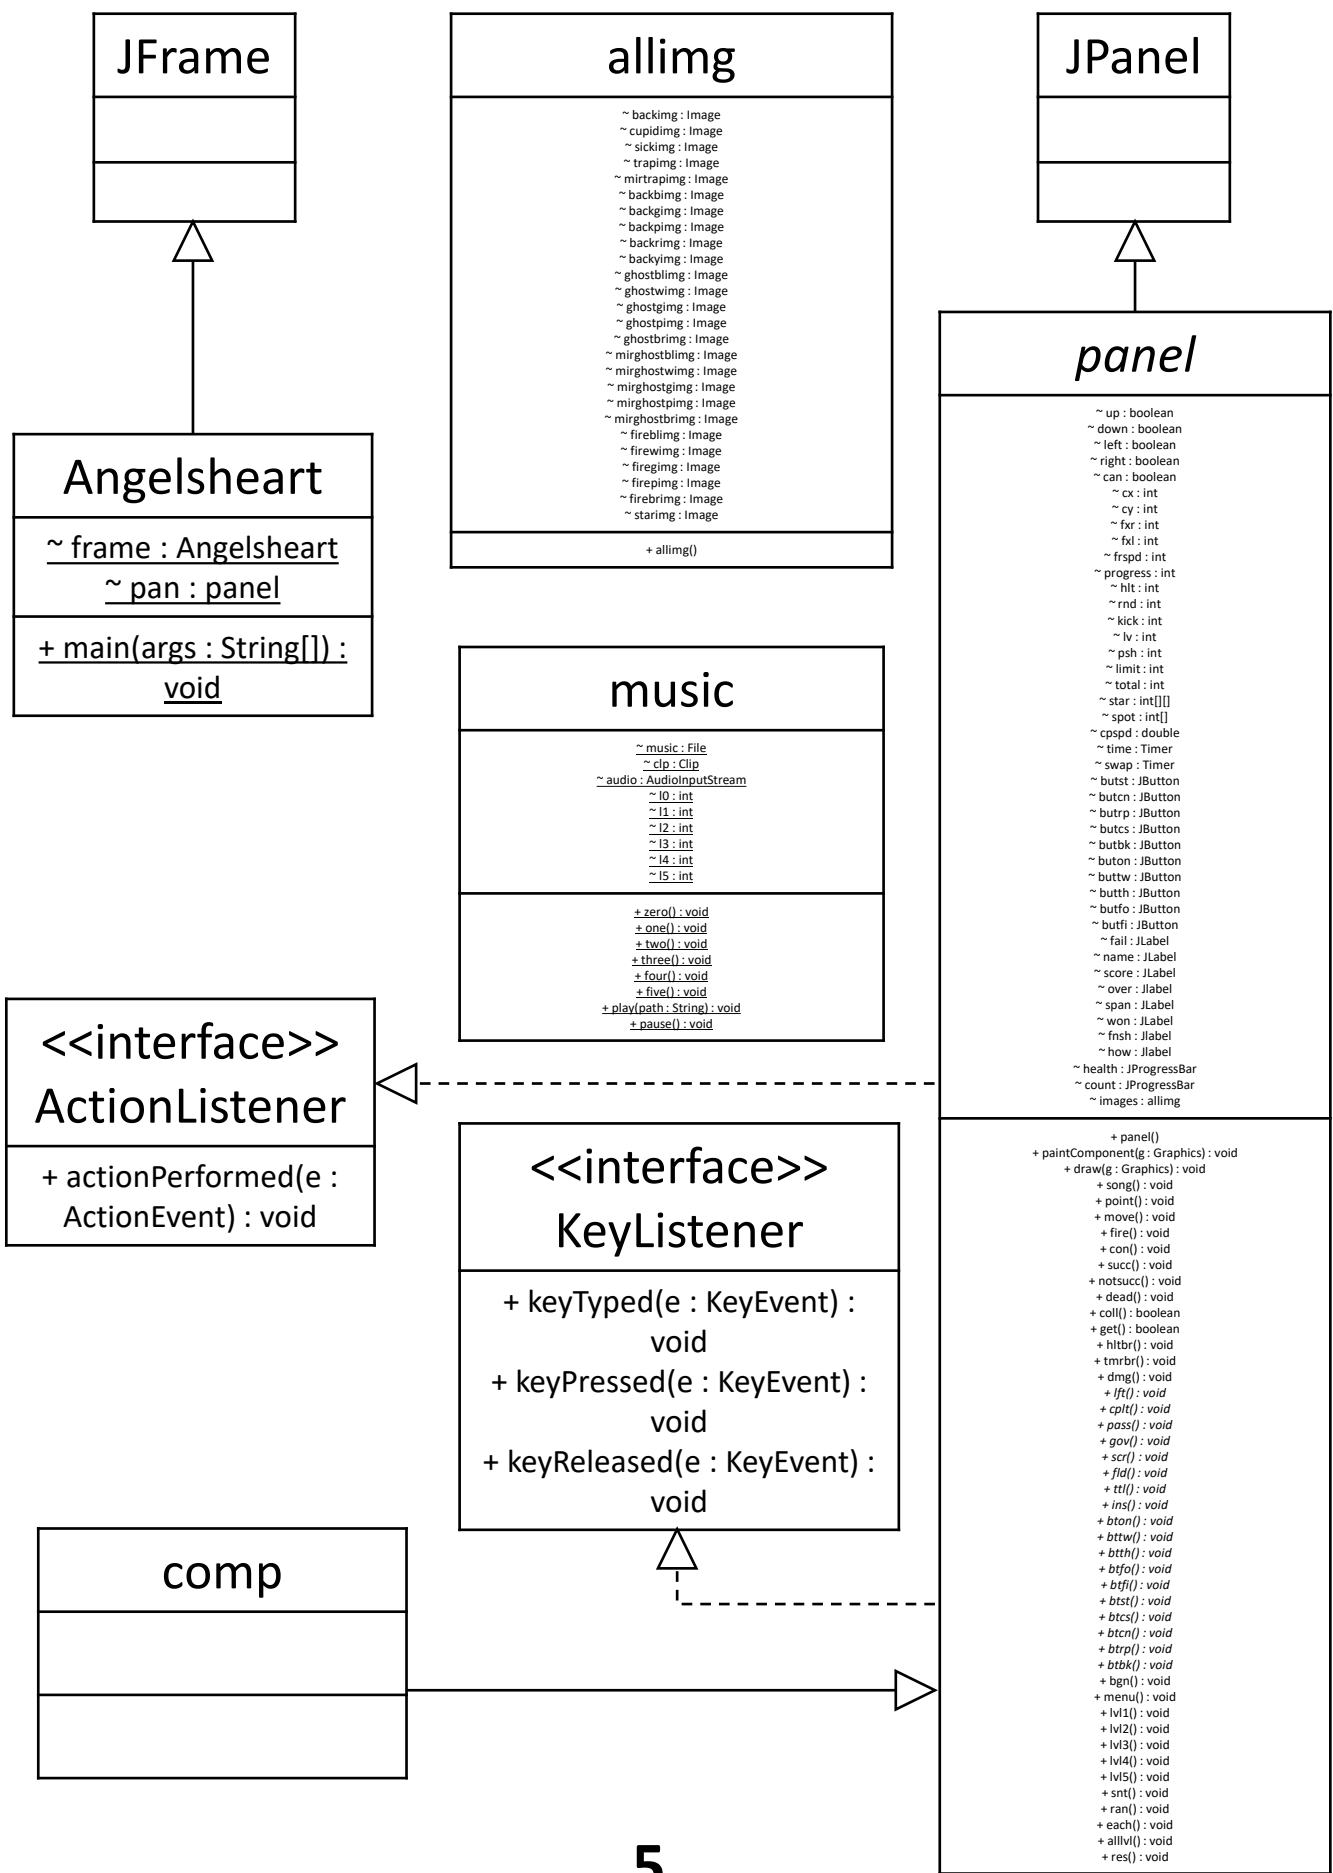 JFrame
allimg
~ backimg : Image
~ cupidimg : Image
~ sickimg : Image
~ trapimg : Image
~ mirtrapimg : Image
~ backbimg : Image
~ backgimg : Image
~ backpimg : Image
~ backrimg : Image
~ backyimg : Image
~ ghostblimg : Image
~ ghostwimg : Image
~ ghostgimg : Image
~ ghostpimg : Image
~ ghostbrimg : Image
~ mirghostblimg : Image
~ mirghostwimg : Image
~ mirghostgimg : Image
~ mirghostpimg : Image
~ mirghostbrimg : Image
~ fireblimg : Image
~ firewimg : Image
~ firegimg : Image
~ firepimg : Image
~ firebrimg : Image
~ starimg : Image
+ allimg()
JPanel
Angelsheart
~ frame : Angelsheart
~ pan : panel
+ main(args : String[]) :
void
music
~ music : File
~ clp : Clip
~ audio : AudioInputStream
~ l0 : int
~ l1 : int
~ l2 : int
~ l3 : int
~ l4 : int
~ l5 : int
+ zero() : void
+ one() : void
+ two() : void
+ three() : void
+ four() : void
+ five() : void
+ play(path : String) : void
+ pause() : void
panel
~ up : boolean
~ down : boolean
~ left : boolean
~ right : boolean
~ can : boolean
~ cx : int
~ cy : int
~ fxr : int
~ fxl : int
~ frspd : int
~ progress : int
~ hlt : int
~ rnd : int
~ kick : int
~ lv : int
~ psh : int
~ limit : int
~ total : int
~ star : int[][]
~ spot : int[]
~ cpspd : double
~ time : Timer
~ swap : Timer
~ butst : JButton
~ butcn : JButton
~ butrp : JButton
~ butcs : JButton
~ butbk : JButton
~ buton : JButton
~ buttw : JButton
~ butth : JButton
~ butfo : JButton
~ butfi : JButton
~ fail : JLabel
~ name : JLabel
~ score : JLabel
~ over : Jlabel
~ span : JLabel
~ won : JLabel
~ fnsh : Jlabel
~ how : Jlabel
~ health : JProgressBar
~ count : JProgressBar
~ images : allimg
+ panel()
+ paintComponent(g : Graphics) : void
+ draw(g : Graphics) : void
+ song() : void
+ point() : void
+ move() : void
+ fire() : void
+ con() : void
+ succ() : void
+ notsucc() : void
+ dead() : void
+ coll() : boolean
+ get() : boolean
+ hltbr() : void
+ tmrbr() : void
+ dmg() : void
+ lft() : void
+ cplt() : void
+ pass() : void
+ gov() : void
+ scr() : void
+ fld() : void
+ ttl() : void
+ ins() : void
+ bton() : void
+ bttw() : void
+ btth() : void
+ btfo() : void
+ btfi() : void
+ btst() : void
+ btcs() : void
+ btcn() : void
+ btrp() : void
+ btbk() : void
+ bgn() : void
+ menu() : void
+ lvl1() : void
+ lvl2() : void
+ lvl3() : void
+ lvl4() : void
+ lvl5() : void
+ snt() : void
+ ran() : void
+ each() : void
+ alllvl() : void
+ res() : void
<<interface>>
ActionListener
+ actionPerformed(e :
ActionEvent) : void
<<interface>>
KeyListener
+ keyTyped(e : KeyEvent) :
void
+ keyPressed(e : KeyEvent) :
void
+ keyReleased(e : KeyEvent) :
void
comp
5